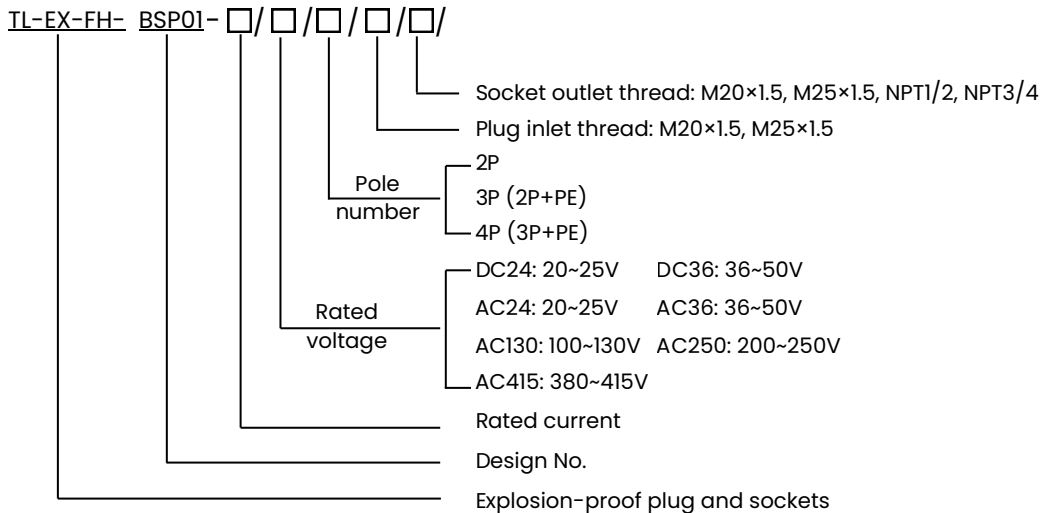 TL-EX-FH- BSP01- □/□/□/□/□/
Socket outlet thread: M20×1.5, M25×1.5, NPT1/2, NPT3/4
Plug inlet thread: M20×1.5, M25×1.5
Pole
number
2P
3P (2P+PE)
4P (3P+PE)
Rated
voltage
DC24: 20~25V DC36: 36~50V
AC24: 20~25V AC36: 36~50V
AC130: 100~130V AC250: 200~250V
AC415: 380~415V
Rated current
Design No.
Explosion-proof plug and sockets